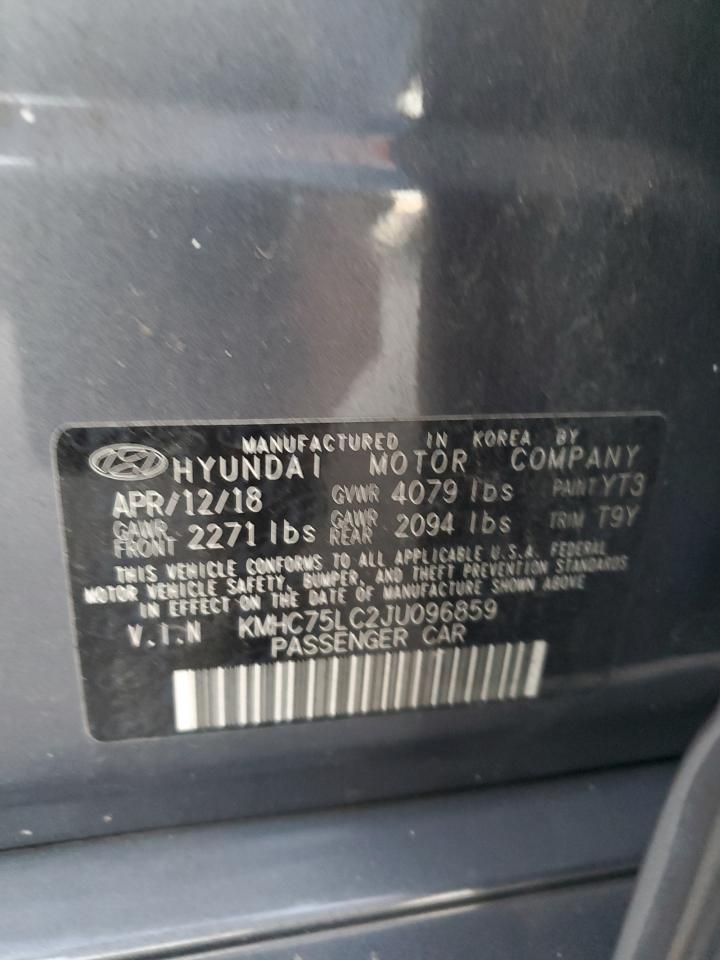 MANUFACTURED IN KOREA BY
HYUNDAI MOTOR COMPANY
APR/12/18 GVWR 4079 lbs PAINT YT3
GAWR FRONT 2271 lbs GAWR REAR 2094 lbs TRIM T9Y
THIS VEHICLE CONFORMS TO ALL APPLICABLE U.S.A. FEDERAL
MOTOR VEHICLE SAFETY, BUMPER, AND THEFT PREVENTION STANDARDS
IN EFFECT ON THE DATE OF MANUFACTURE SHOWN ABOVE
V.I.N KMHC75LC2JU096859
PASSENGER CAR